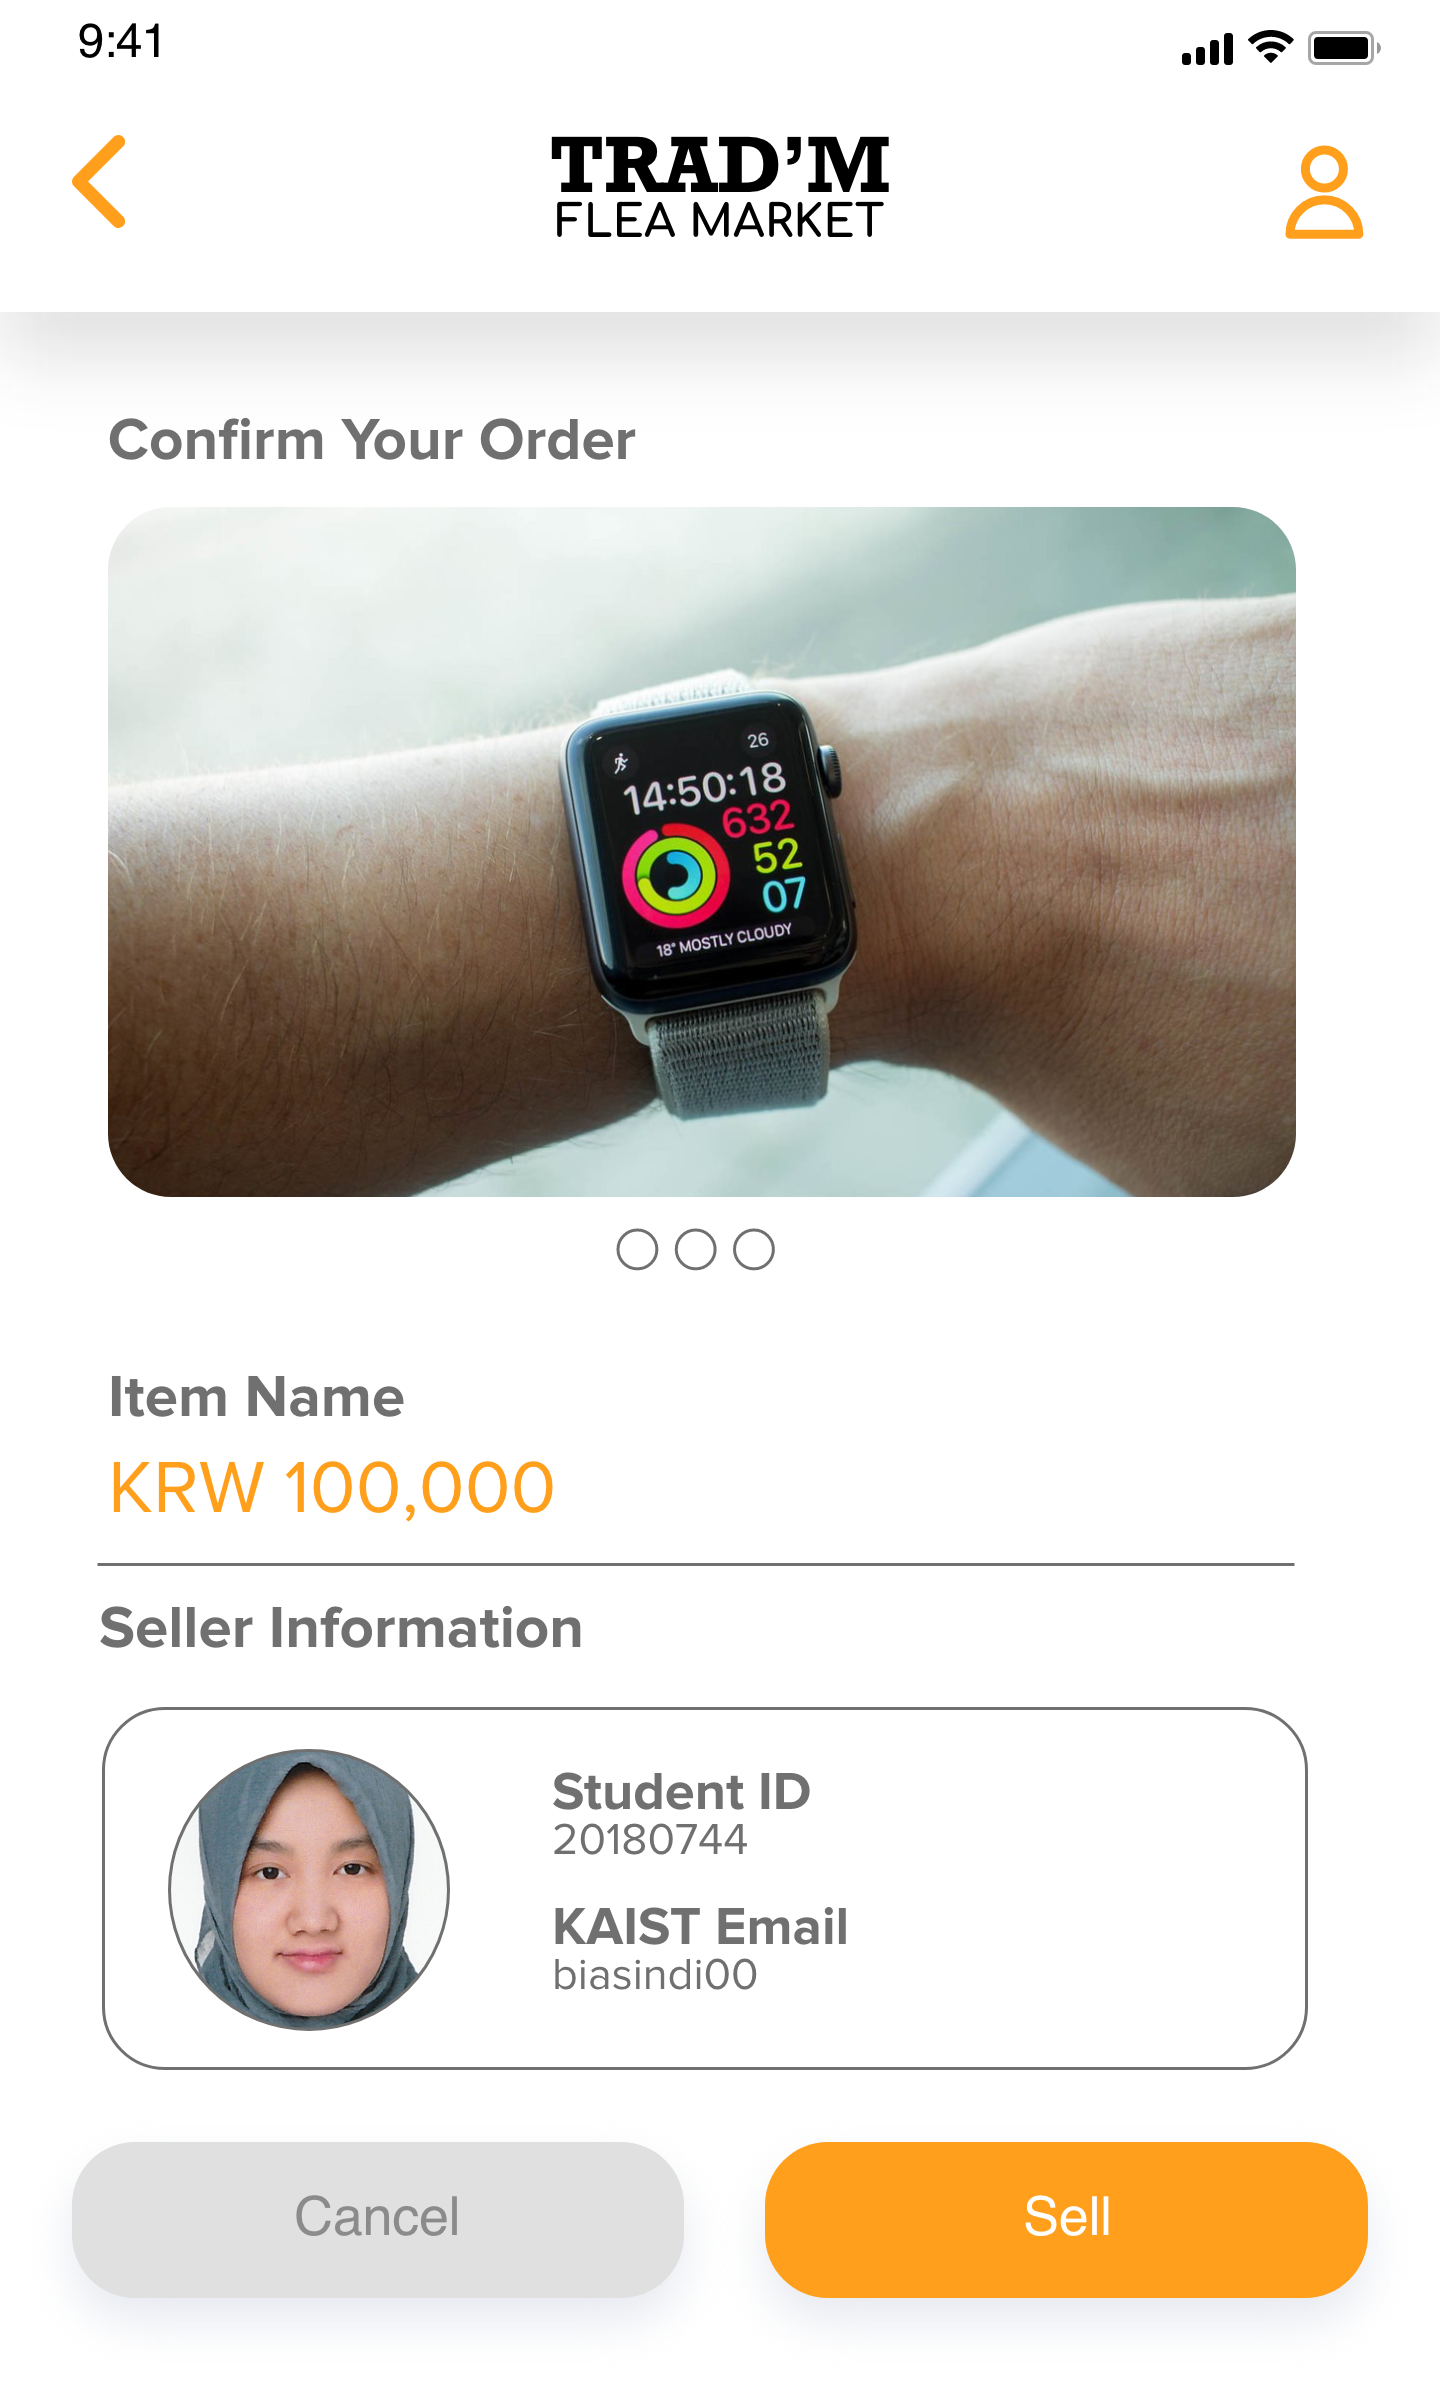 9:41
TRAD’M
FLEA MARKET
Confirm Your Order
26
14:50:18
632
52
07
18° MOSTLY CLOUDY
Item Name
KRW 100,000
Seller Information
Student ID
20180744
KAIST Email
biasindi00
Cancel
Sell